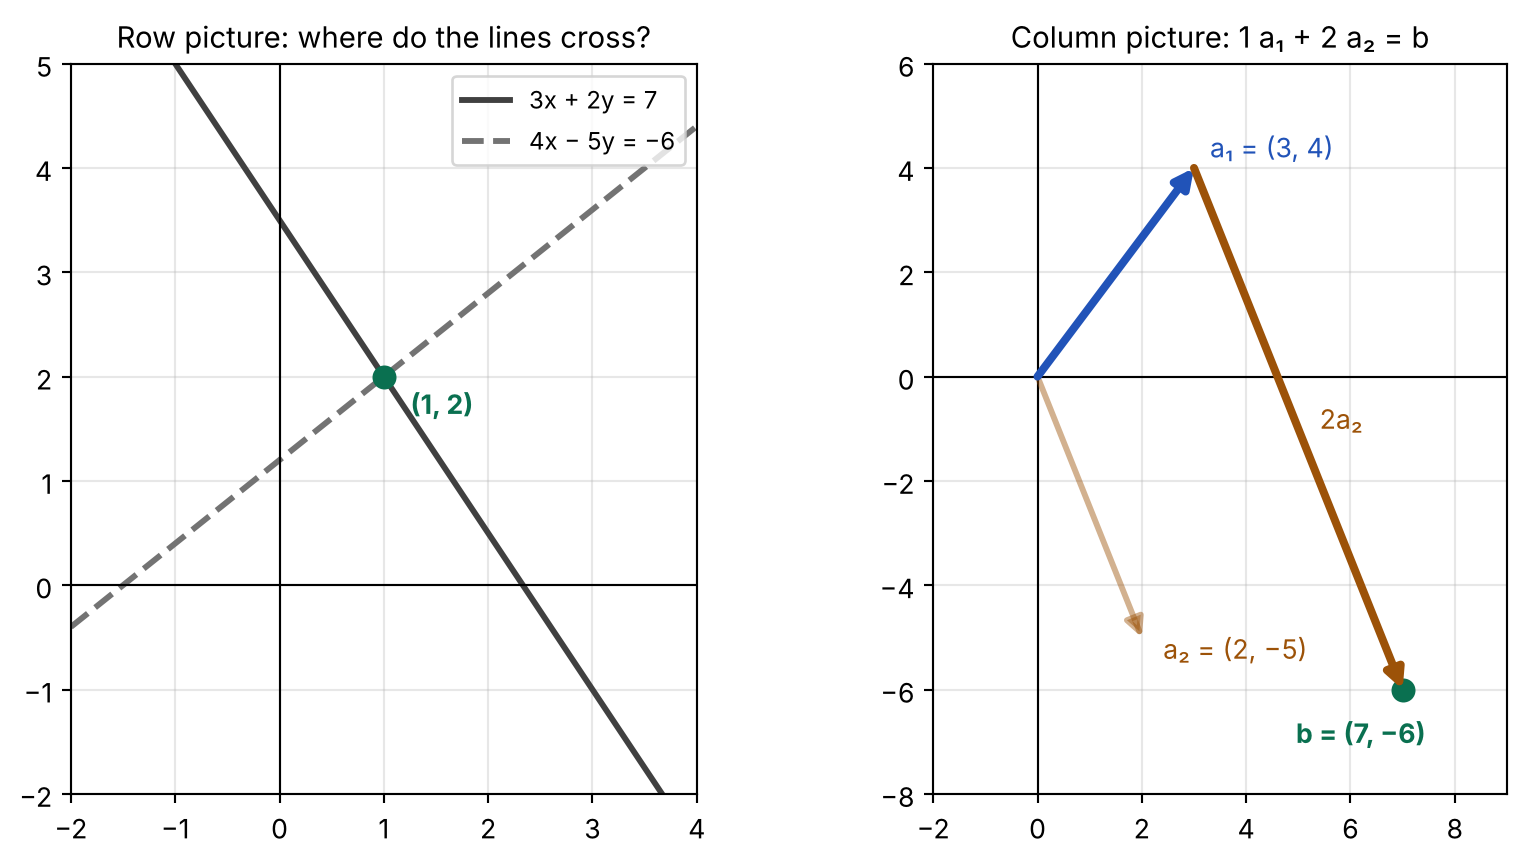 Row picture: where do the lines cross?
5
4
3
2
1
0
−1
−2
−2 −1 0 1 2 3 4
3x + 2y = 7
4x − 5y = −6
(1, 2)
Column picture: 1 a₁ + 2 a₂ = b
6
4
2
0
−2
−4
−6
−8
−2 0 2 4 6 8
a₁ = (3, 4)
2a₂
a₂ = (2, −5)
b = (7, −6)